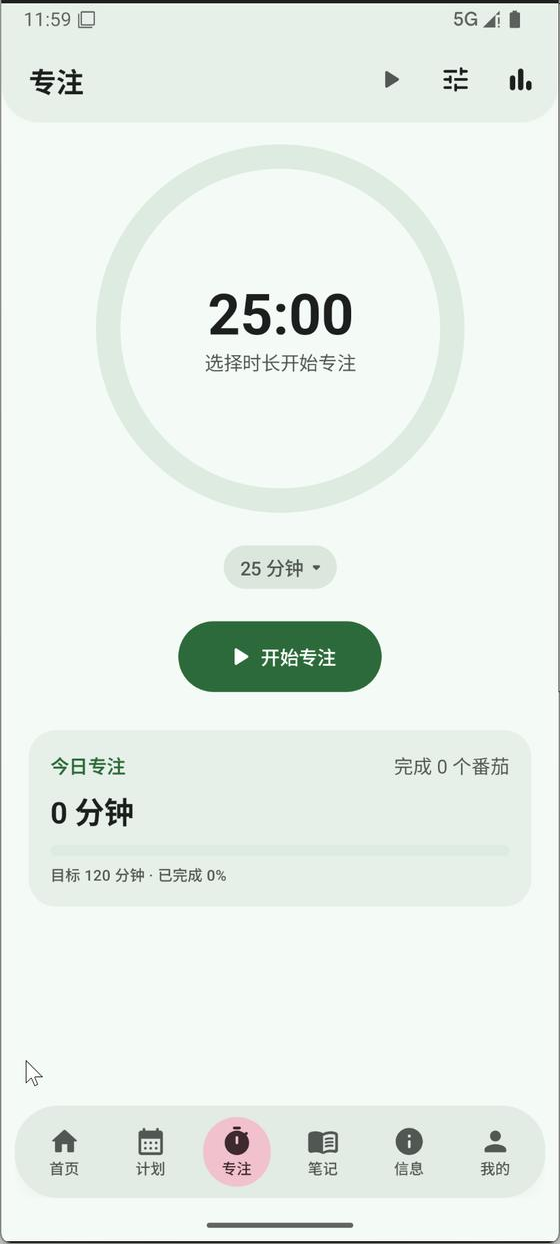 11:59 5G
专注
25:00
选择时长开始专注
25 分钟
开始专注
今日专注 完成 0 个番茄
0 分钟
目标 120 分钟 · 已完成 0%
首页 计划 专注 笔记 信息 我的